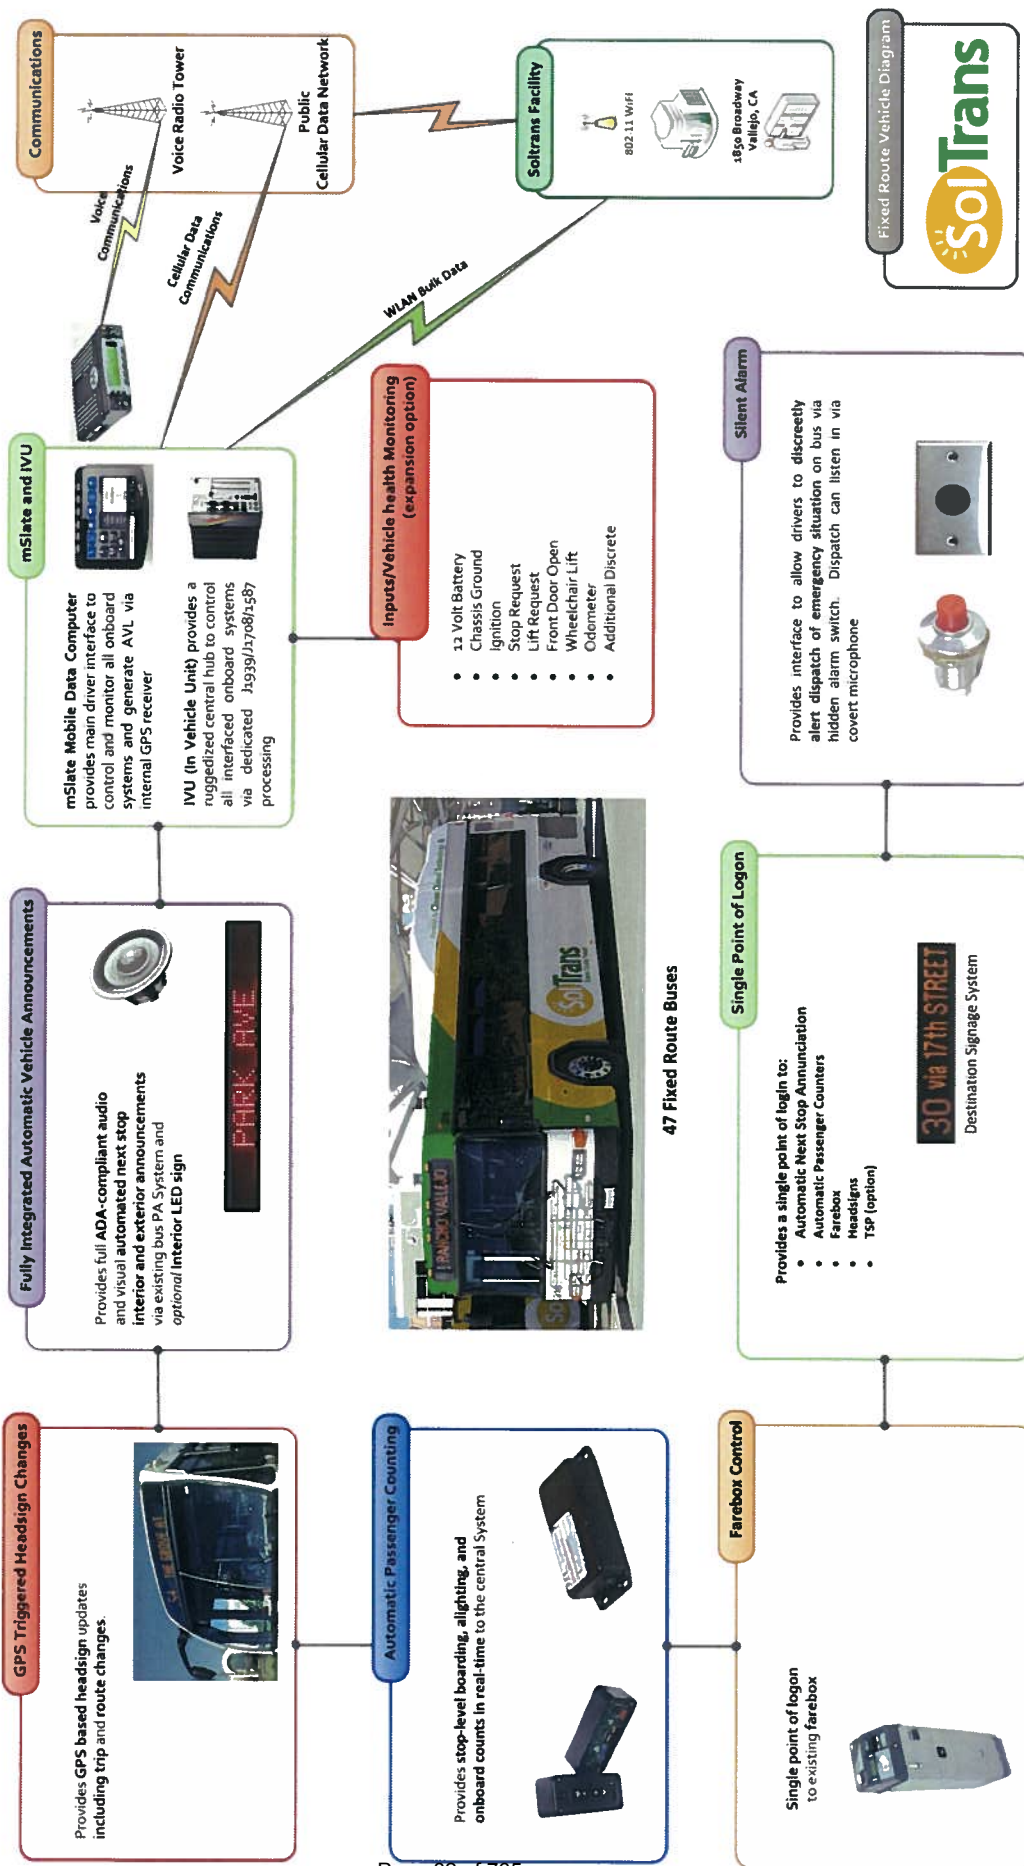 GPS Triggered Headsign Changes
Provides GPS based headsign updates
including trip and route changes.
Fully Integrated Automatic Vehicle Announcements
Provides full ADA-compliant audio
and visual automated next stop
interior and exterior announcements
via existing bus PA System and
optional Interior LED sign
PARK AVE
mSlate and IVU
mSlate Mobile Data Computer
provides main driver interface to
control and monitor all onboard
systems and generate AVL via
internal GPS receiver
IVU (In Vehicle Unit) provides a
ruggedized central hub to control
all interfaced onboard systems
via dedicated J1939/J1708/1587
processing
Voice
Communications
Cellular Data
Communications
WLAN Bulk Data
Communications
Voice Radio Tower
Public
Cellular Data Network
Automatic Passenger Counting
Provides stop-level boarding, alighting, and
onboard counts in real-time to the central System
RANCHO VALLEJO
SolTrans
47 Fixed Route Buses
Inputs/Vehicle health Monitoring
(expansion option)
• 12 Volt Battery
• Chassis Ground
• Ignition
• Stop Request
• Lift Request
• Front Door Open
• Wheelchair Lift
• Odometer
• Additional Discrete
Soltrans Facility
802-11 WiFi
1850 Broadway
Vallejo, CA
Farebox Control
Single point of logon
to existing farebox
Single Point of Logon
Provides a single point of login to:
• Automatic Next Stop Annunciation
• Automatic Passenger Counters
• Farebox
• Headsigns
• TSP (option)
30 via 17th STREET
Destination Signage System
Silent Alarm
Provides interface to allow drivers to discreetly
alert dispatch of emergency situation on bus via
hidden alarm switch. Dispatch can listen in via
covert microphone
Fixed Route Vehicle Diagram
SolTrans